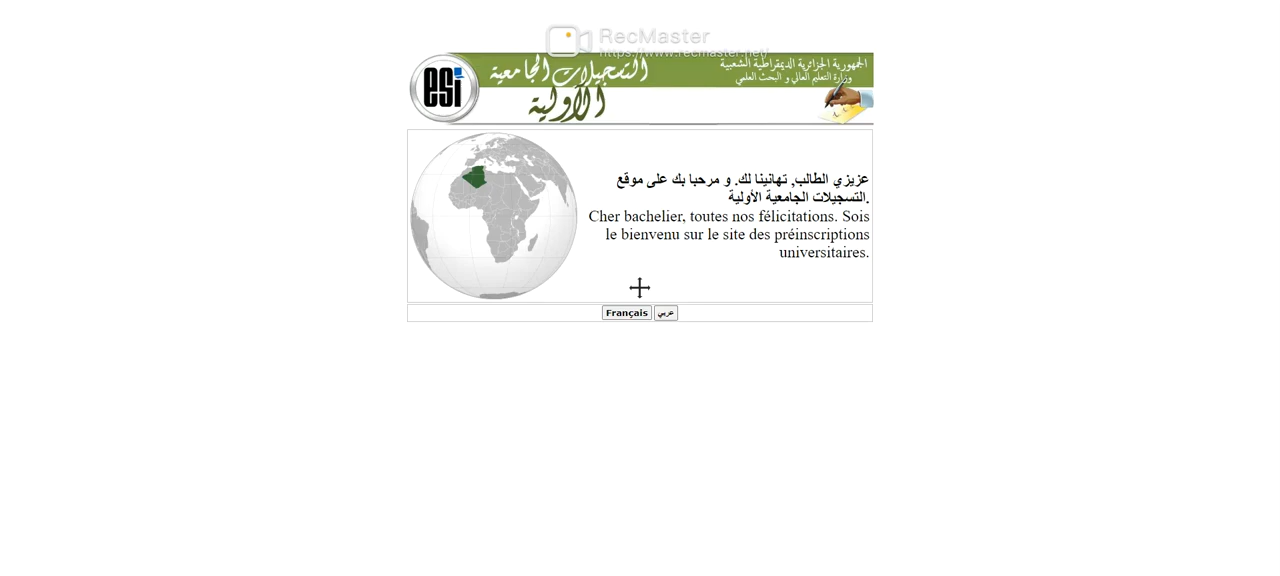 RecMaster
https://www.recmaster.net/
الجمهورية الجزائرية الديمقراطية الشعبية
وزارة التعليم العالي و البحث العلمي
esi
التسجيلات الجامعية
الأولية
عزيزي الطالب, تهانينا لك. و مرحبا بك على موقع
التسجيلات الجامعية الأولية.
Cher bachelier, toutes nos félicitations. Sois
le bienvenu sur le site des préinscriptions
universitaires.
Français عربي